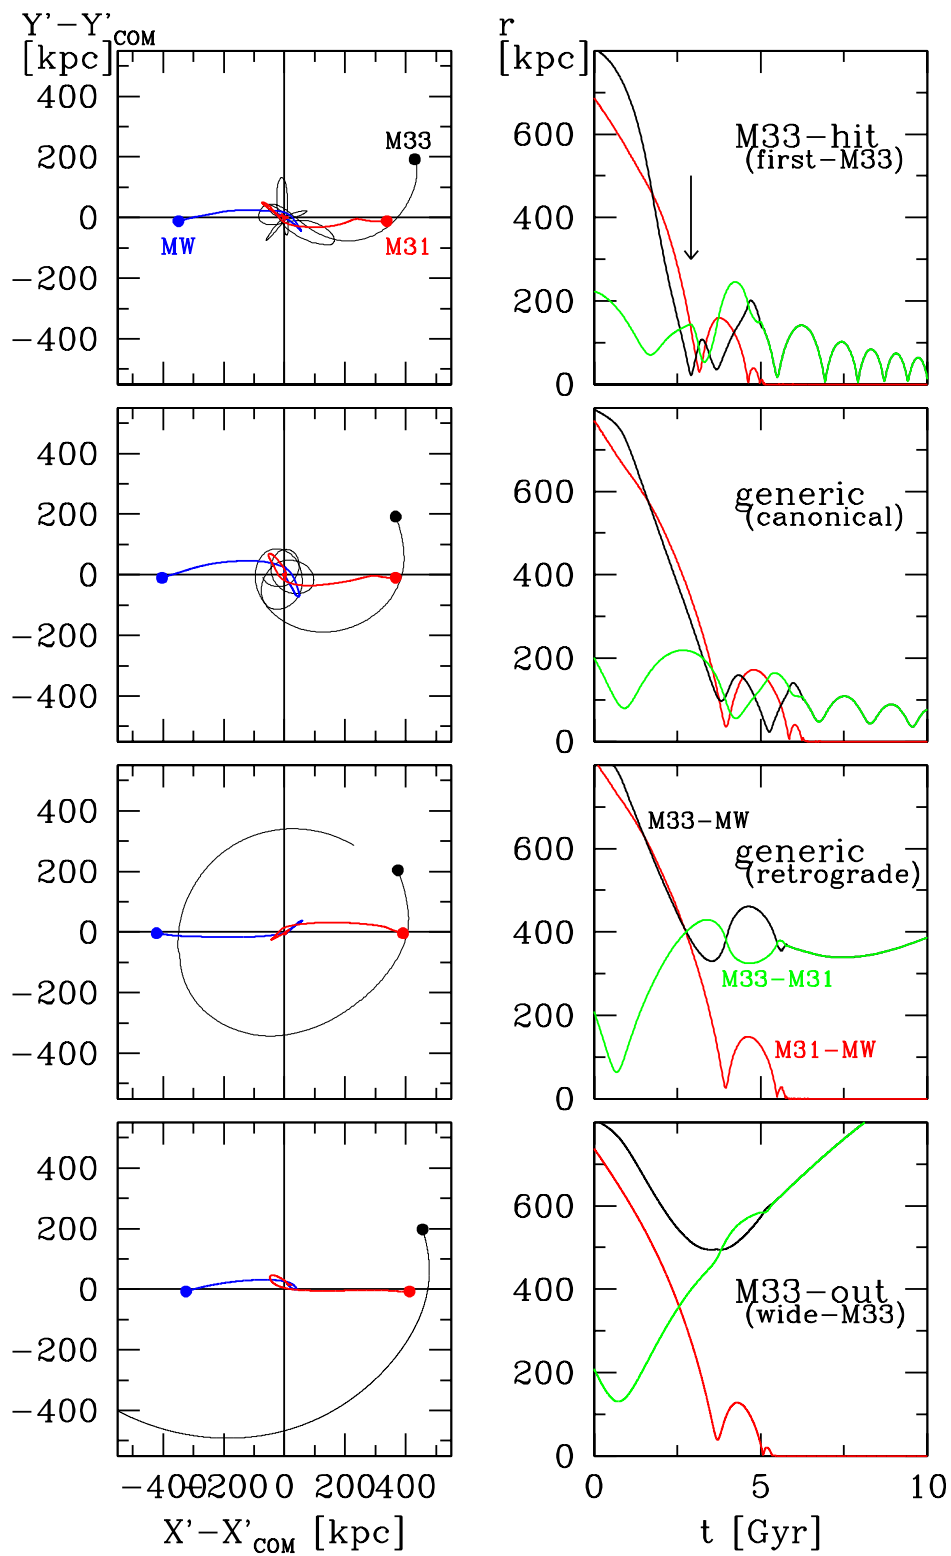 Y'−Y'COM
[kpc]
400
200
0
−200
−400
M33
MW
M31
r
[kpc]
600
400
200
0
M33−hit
(first−M33)
400
200
0
−200
−400
600
400
200
0
generic
(canonical)
400
200
0
−200
−400
600
400
200
0
M33−MW
generic
(retrograde)
M33−M31
M31−MW
400
200
0
−200
−400
−400 −200 0 200 400
X'−X'COM [kpc]
600
400
200
0
M33−out
(wide−M33)
0 5 10
t [Gyr]